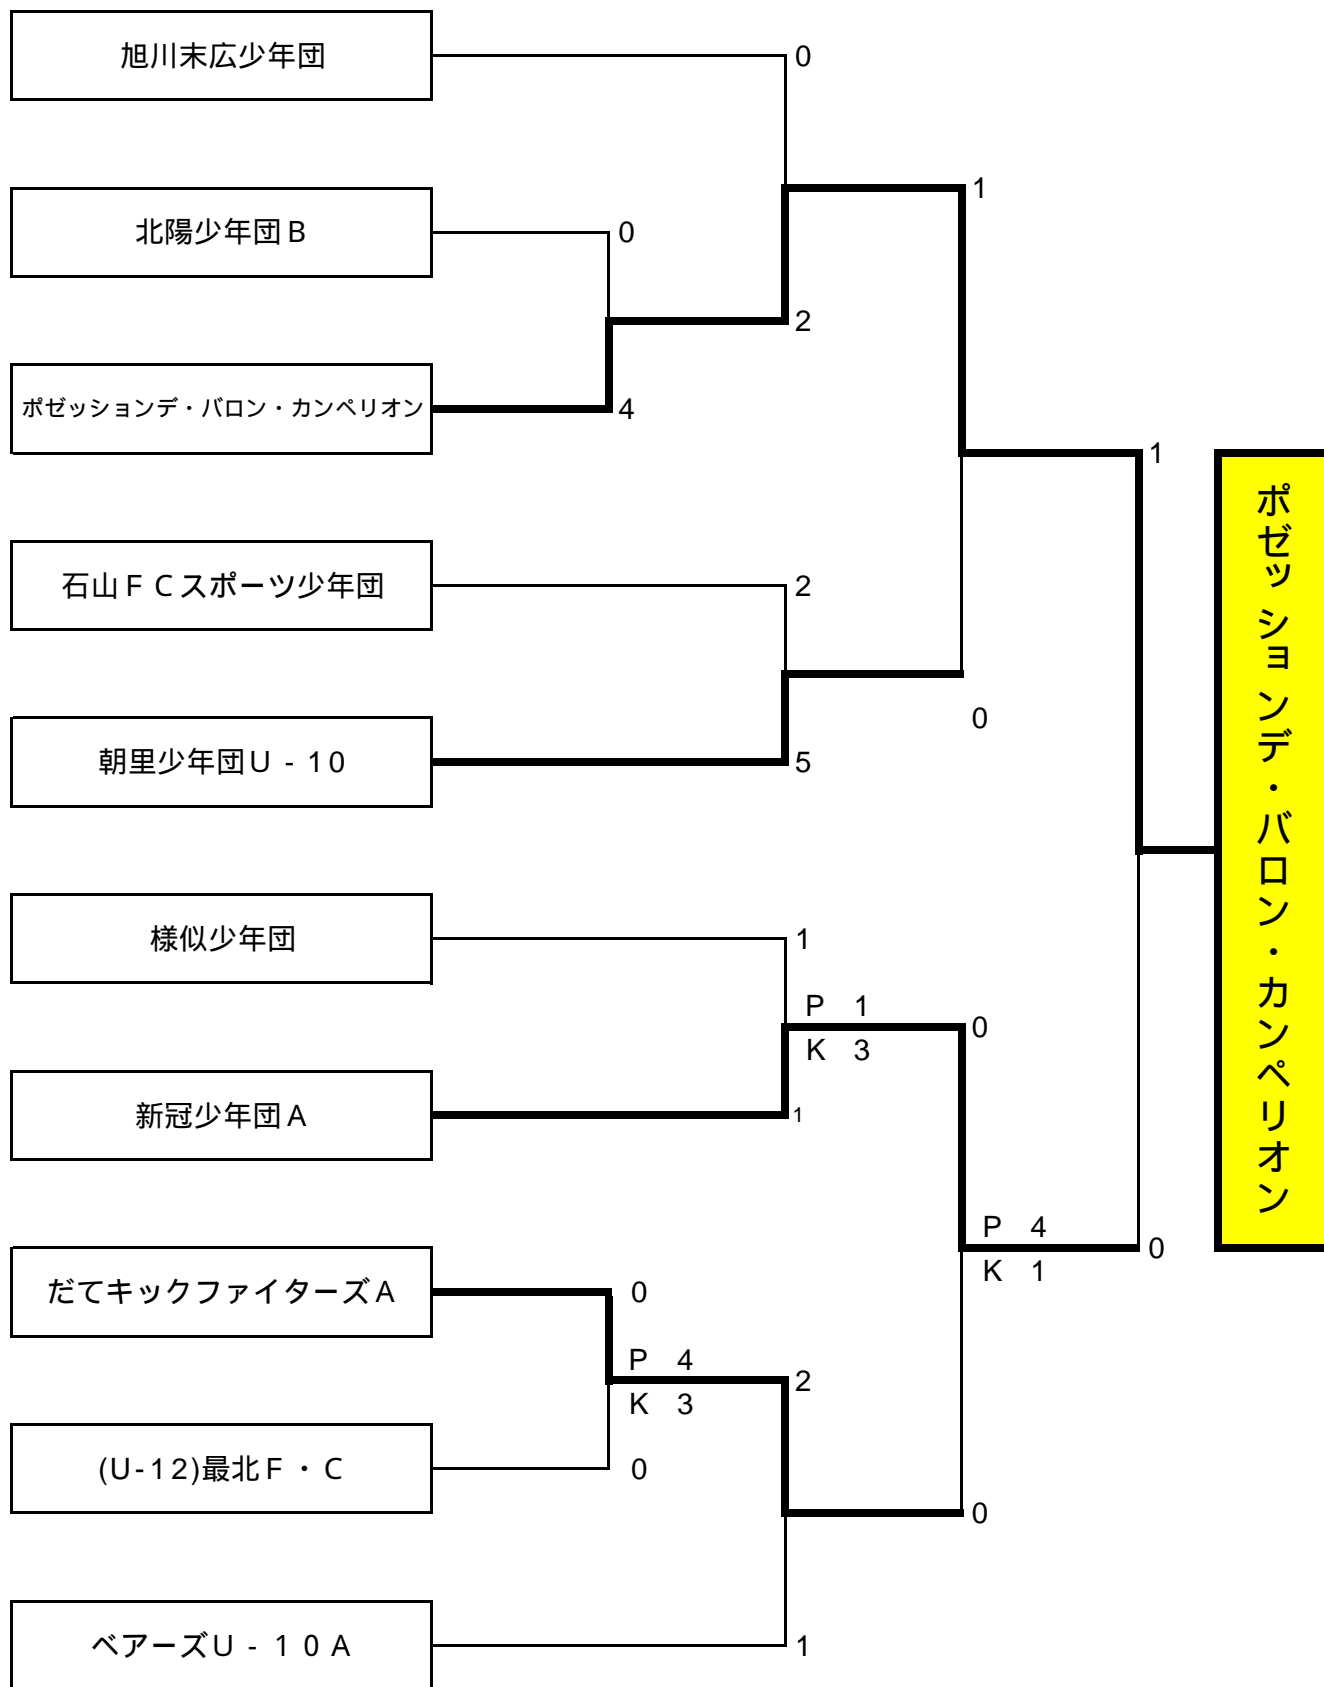 旭川末広少年団
0
1
北陽少年団B
0
2
ポゼッションデ・バロン・カンペリオン
4
1
ポゼッションデ・バロン・カンペリオン
石山FCスポーツ少年団
2
0
朝里少年団U-10
5
様似少年団
1
P 1
K 3
0
新冠少年団A
1
P 4
K 1
0
だてキックファイターズA
0
P 4
K 3
2
(U-12)最北F・C
0
0
ベアーズU-10A
1